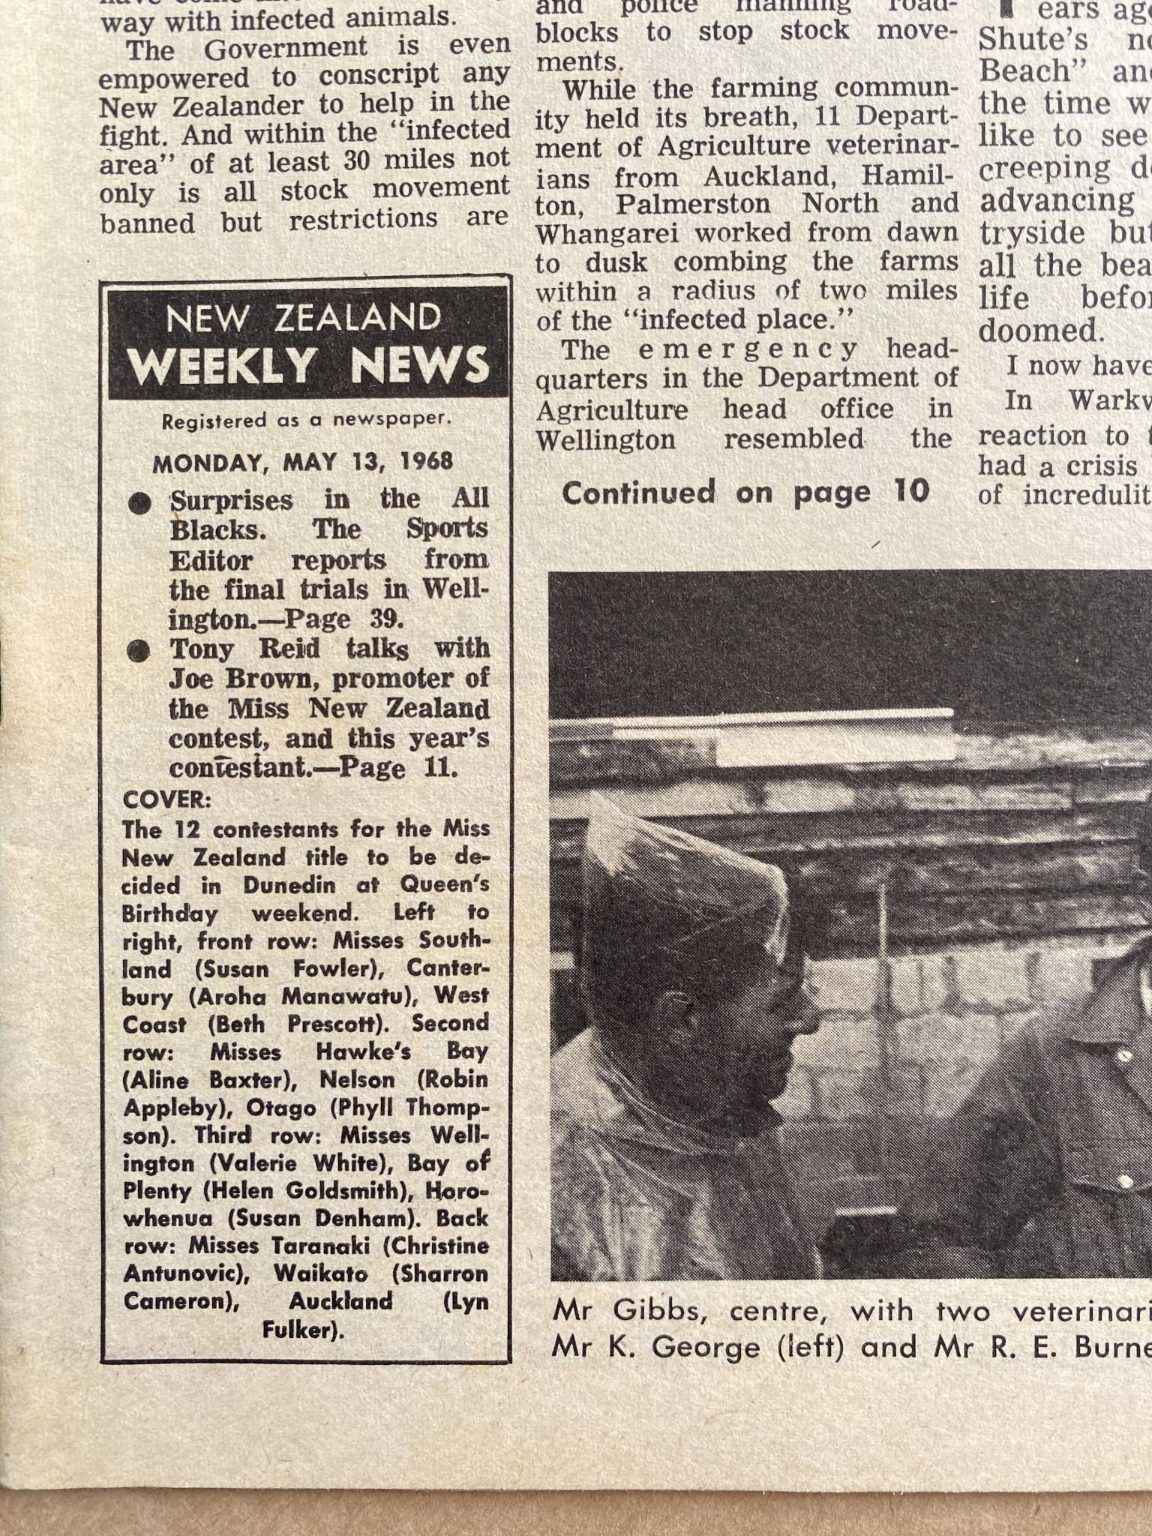 way with infected animals.
The Government is even
empowered to conscript any
New Zealander to help in the
fight. And within the "infected
area" of at least 30 miles not
only is all stock movement
banned but restrictions are
NEW ZEALAND
WEEKLY NEWS
Registered as a newspaper.
MONDAY, MAY 13, 1968
● Surprises in the All
Blacks. The Sports
Editor reports from
the final trials in Well-
ington.—Page 39.
● Tony Reid talks with
Joe Brown, promoter of
the Miss New Zealand
contest, and this year's
contestant.—Page 11.
COVER:
The 12 contestants for the Miss
New Zealand title to be de-
cided in Dunedin at Queen's
Birthday weekend. Left to
right, front row: Misses South-
land (Susan Fowler), Canter-
bury (Aroha Manawatu), West
Coast (Beth Prescott). Second
row: Misses Hawke's Bay
(Aline Baxter), Nelson (Robin
Appleby), Otago (Phyll Thomp-
son). Third row: Misses Well-
ington (Valerie White), Bay of
Plenty (Helen Goldsmith), Horo-
whenua (Susan Denham). Back
row: Misses Taranaki (Christine
Antunovic), Waikato (Sharron
Cameron), Auckland (Lyn
Fulker).
and police manning road-
blocks to stop stock move-
ments.
While the farming commun-
ity held its breath, 11 Depart-
ment of Agriculture veterinar-
ians from Auckland, Hamil-
ton, Palmerston North and
Whangarei worked from dawn
to dusk combing the farms
within a radius of two miles
of the "infected place."
The emergency head-
quarters in the Department of
Agriculture head office in
Wellington resembled the
Continued on page 10
ears
Shute's
Beach"
the time
like to see
creeping
advancing
tryside
all the
life
doomed.
I now have
In
reaction to
had a crisis
of
Mr Gibbs, centre, with two
Mr K. George (left) and Mr R. E.